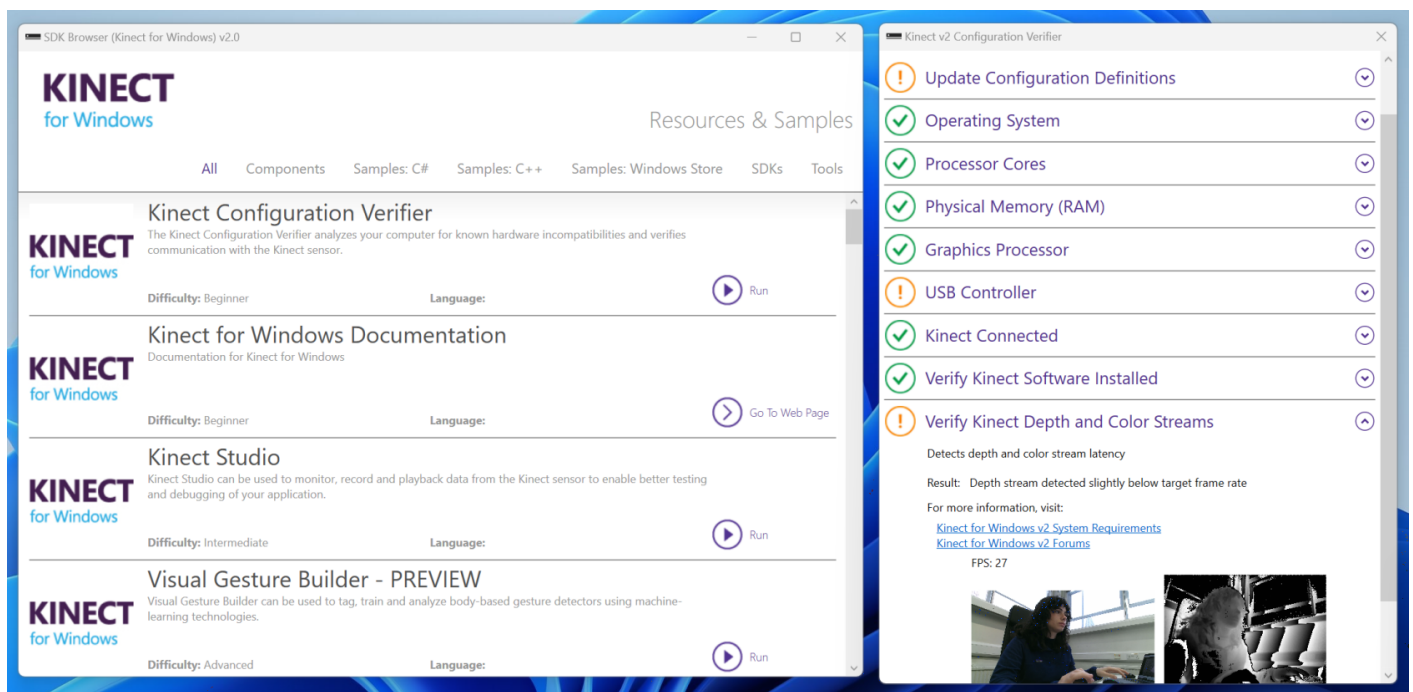 SDK Browser (Kinect for Windows) v2.0
KINECT
for Windows
Resources & Samples
All Components Samples: C# Samples: C++ Samples: Windows Store SDKs Tools
KINECT
for Windows
Kinect Configuration Verifier
The Kinect Configuration Verifier analyzes your computer for known hardware incompatibilities and verifies
communication with the Kinect sensor.
Difficulty: Beginner Language:
Run
KINECT
for Windows
Kinect for Windows Documentation
Documentation for Kinect for Windows
Difficulty: Beginner Language:
Go To Web Page
KINECT
for Windows
Kinect Studio
Kinect Studio can be used to monitor, record and playback data from the Kinect sensor to enable better testing
and debugging of your application.
Difficulty: Intermediate Language:
Run
KINECT
for Windows
Visual Gesture Builder - PREVIEW
Visual Gesture Builder can be used to tag, train and analyze body-based gesture detectors using machine-
learning technologies.
Difficulty: Advanced Language:
Run
Kinect v2 Configuration Verifier
Update Configuration Definitions
Operating System
Processor Cores
Physical Memory (RAM)
Graphics Processor
USB Controller
Kinect Connected
Verify Kinect Software Installed
Verify Kinect Depth and Color Streams
Detects depth and color stream latency
Result: Depth stream detected slightly below target frame rate
For more information, visit:
Kinect for Windows v2 System Requirements
Kinect for Windows v2 Forums
FPS: 27